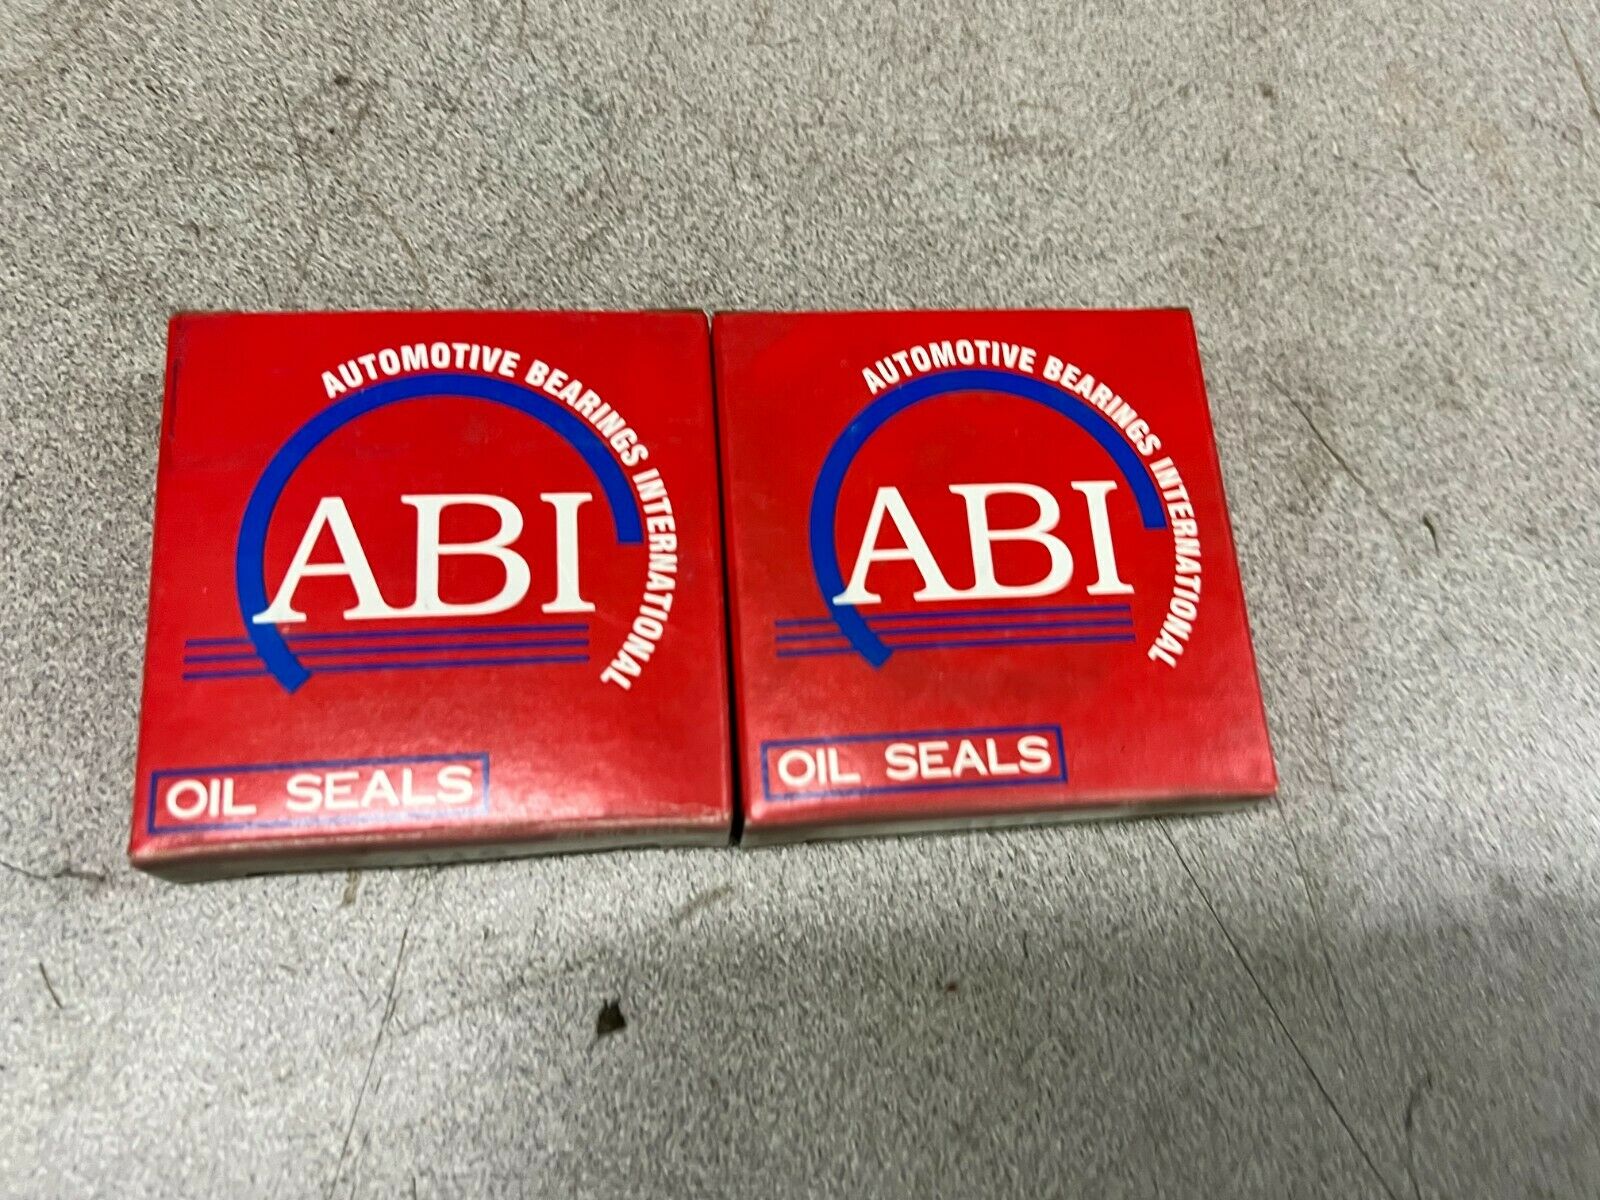 AUTOMOTIVE BEARINGS INTERNATIONAL
ABI
OIL SEALS
AUTOMOTIVE BEARINGS INTERNATIONAL
ABI
OIL SEALS